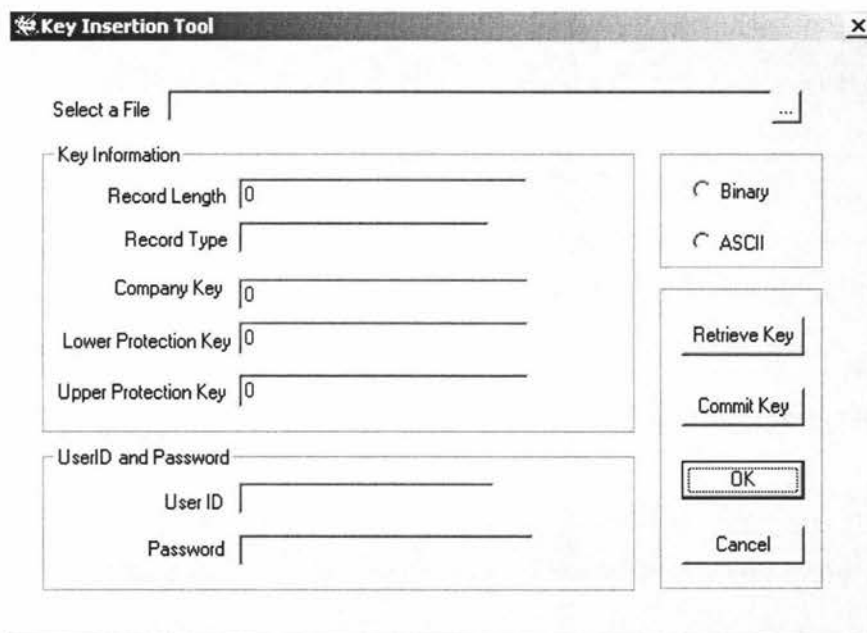 Key Insertion Tool
Select a File
...
Key Information
Record Length 0
Record Type
Company Key 0
Lower Protection Key 0
Upper Protection Key 0
Binary
ASCII
Retrieve Key
Commit Key
OK
Cancel
UserID and Password
User ID
Password